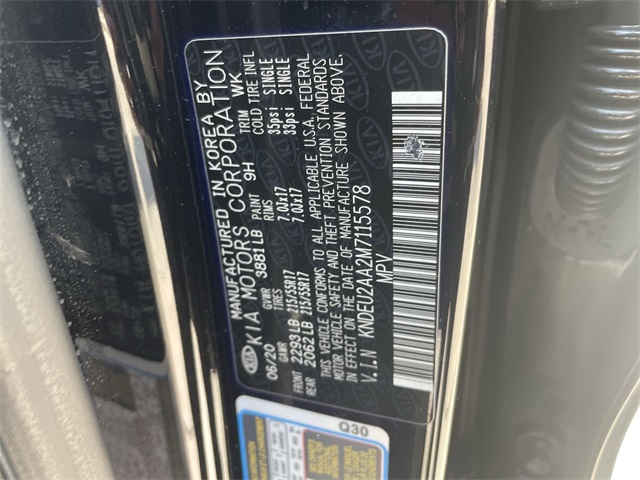 MANUFACTURED IN KOREA BY
KIA MOTORS CORPORATION
06/20 GVWR 3881LB PAINT 9H TRIM WK
TIRES RIMS COLD TIRE INFL
FRONT 2293LB 215/55R17 7.0Jx17 35psi SINGLE
REAR 2062LB 215/55R17 7.0Jx17 33psi SINGLE
THIS VEHICLE CONFORMS TO ALL APPLICABLE U.S.A. FEDERAL
MOTOR VEHICLE SAFETY AND THEFT PREVENTION STANDARDS
IN EFFECT ON THE DATE OF MANUFACTURE SHOWN ABOVE.
V.I.N KNDEU2AA2M7115578
MPV
Q30